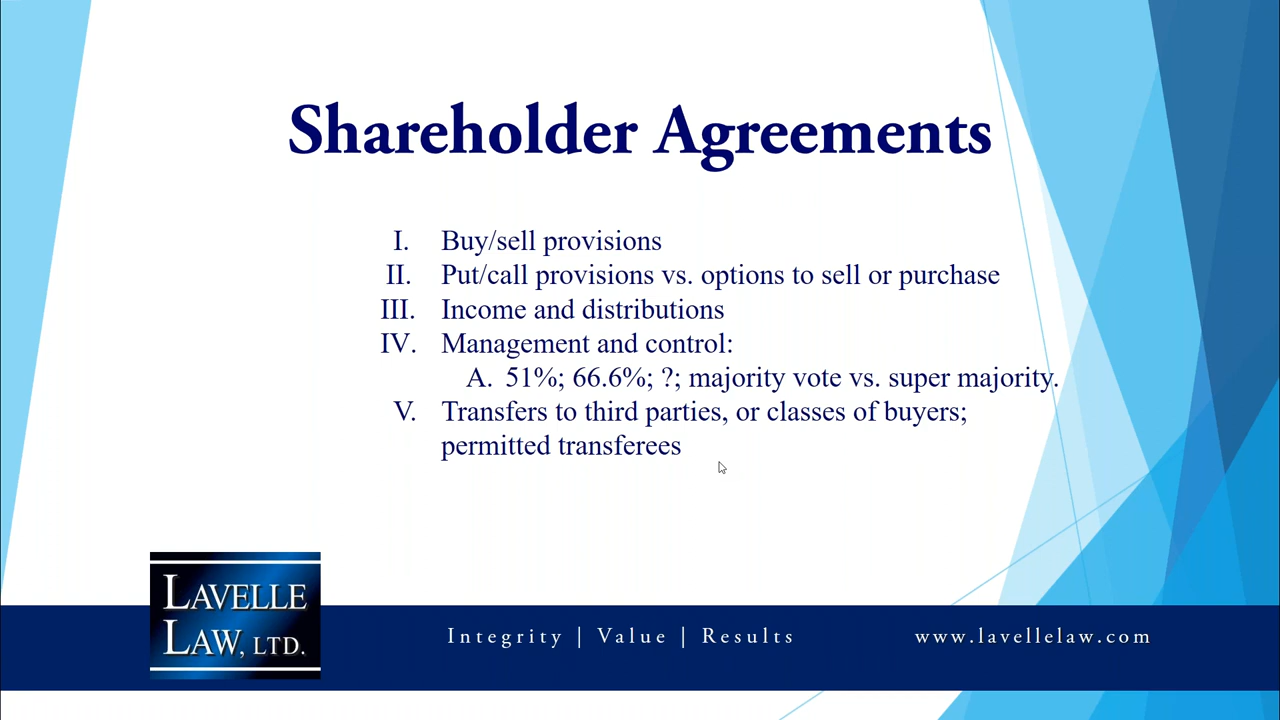 Shareholder Agreements
I. Buy/sell provisions
II. Put/call provisions vs. options to sell or purchase
III. Income and distributions
IV. Management and control:
A. 51%; 66.6%; ?; majority vote vs. super majority.
V. Transfers to third parties, or classes of buyers;
permitted transferees
LAVELLE
LAW, LTD.
Integrity | Value | Results
www.lavellelaw.com